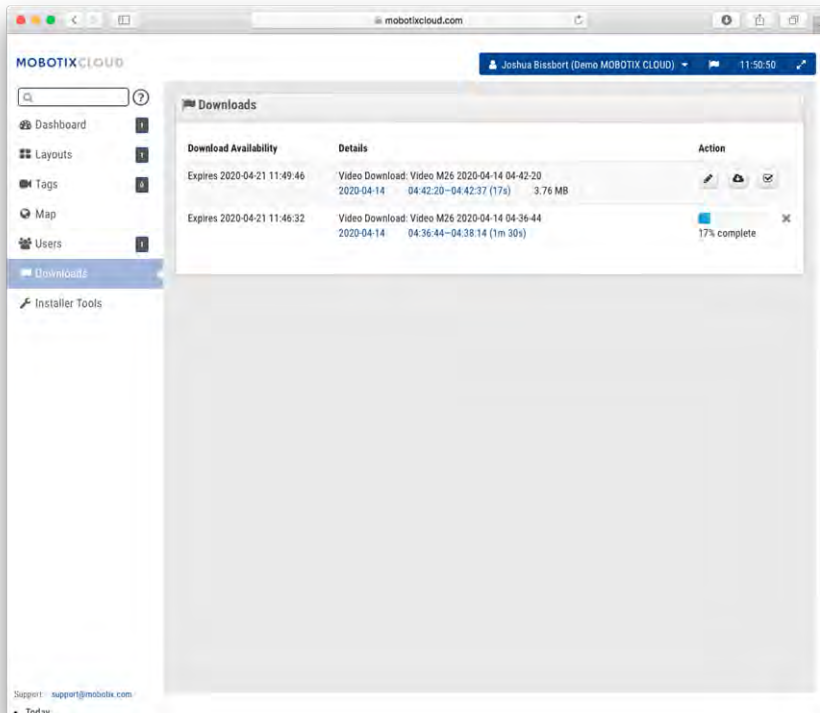 mobotixcloud.com
MOBOTIXCLOUD
Joshua Bissbort (Demo MOBOTIX CLOUD)
11:50:50
?
Downloads
Dashboard
1
Layouts
1
Tags
Map
Users
1
Downloads
Installer Tools
Download Availability Details Action
Expires 2020-04-21 11:49:46 Video Download: Video M26 2020-04-14 04-42-20
2020-04-14 04:42:20–04:42:37 (17s) 3.76 MB
Expires 2020-04-21 11:46:32 Video Download: Video M26 2020-04-14 04-36-44
2020-04-14 04:36:44–04:38:14 (1m 30s)
17% complete
Support support@mobotix.com
Today